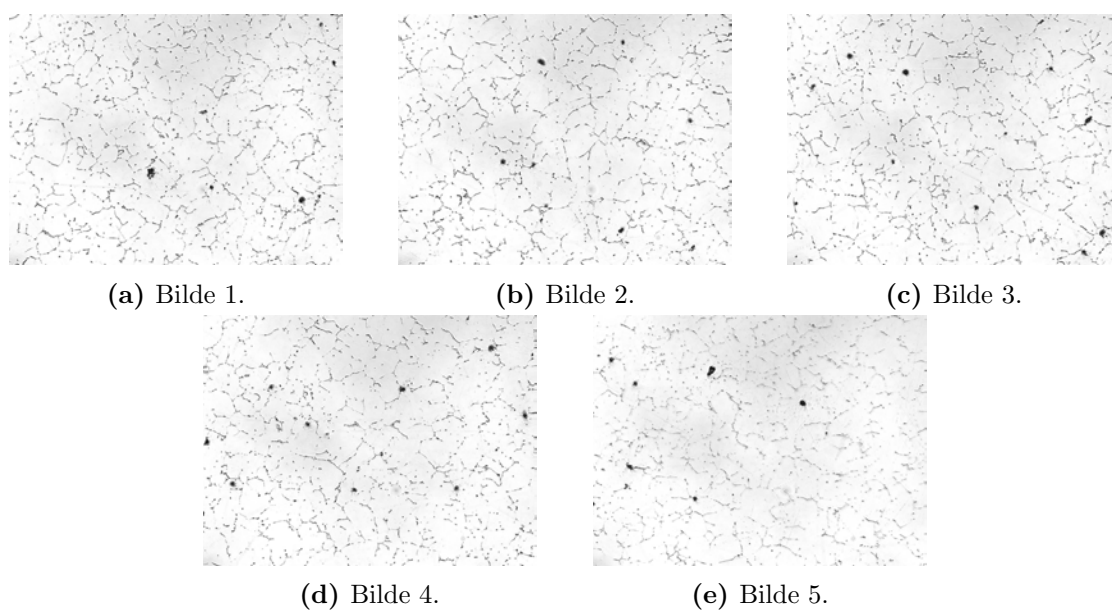 (a) Bilde 1.
(b) Bilde 2.
(c) Bilde 3.
(d) Bilde 4.
(e) Bilde 5.